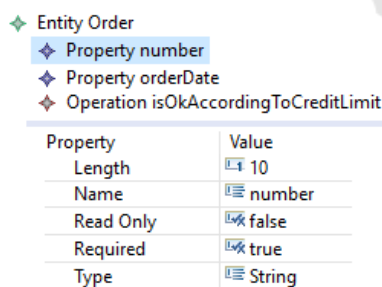 Entity Order
Property number
Property orderDate
Operation isOkAccordingToCreditLimit
Property Value
Length 10
Name number
Read Only false
Required true
Type String